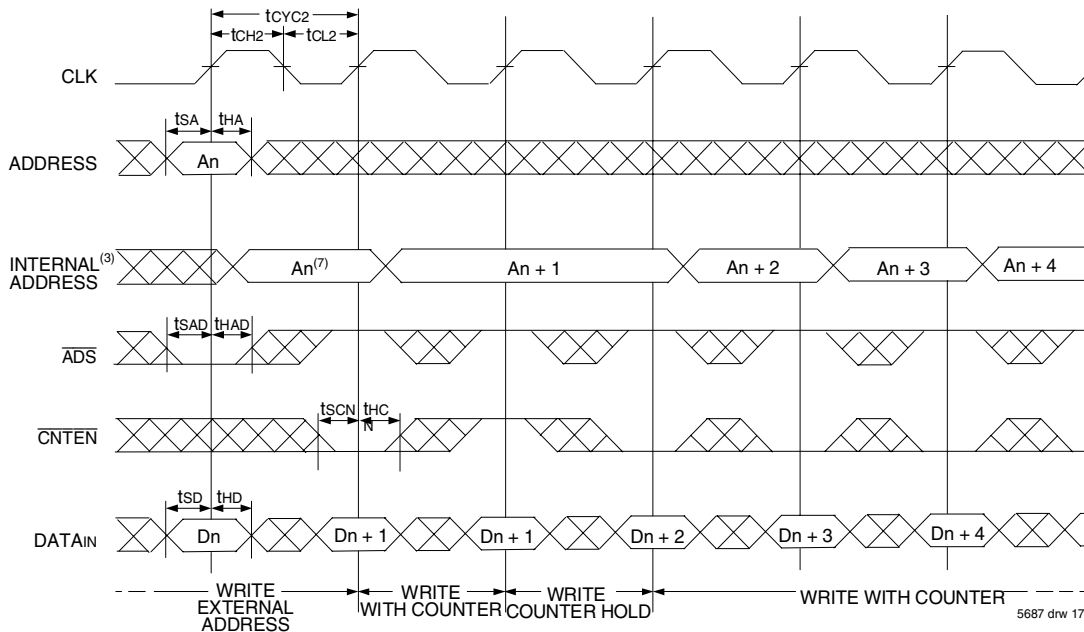 tCYC2
tCH2 tCL2
CLK
tSA tHA
ADDRESS An
INTERNAL(3)
ADDRESS An(7) An + 1 An + 2 An + 3 An + 4
tSAD tHAD
ADS
tSCN tHC
N
CNTEN
tSD tHD
DATAIN Dn Dn + 1 Dn + 1 Dn + 2 Dn + 3 Dn + 4
WRITE
EXTERNAL
ADDRESS
WRITE
WITH COUNTER
WRITE
COUNTER HOLD
WRITE WITH COUNTER
5687 drw 17